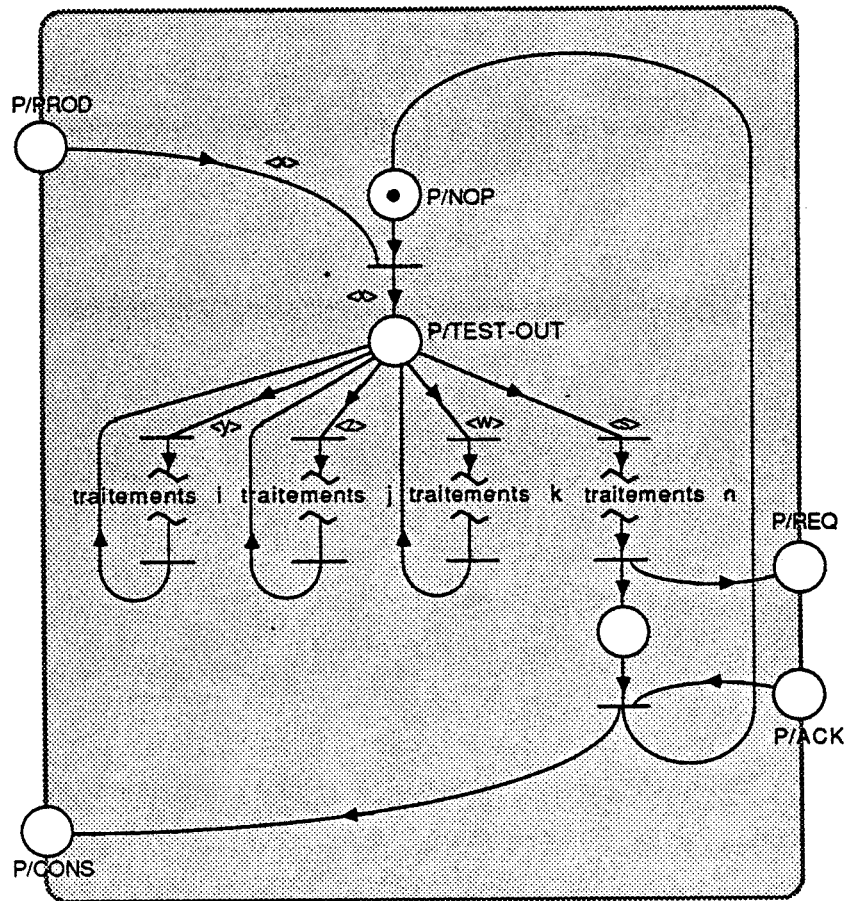 P/PROD
<x>
P/NOP
<x>
P/TEST-OUT
<y> <z> <w> <s>
traitements i traitements j traitements k traitements n
P/REQ
P/ACK
P/CONS